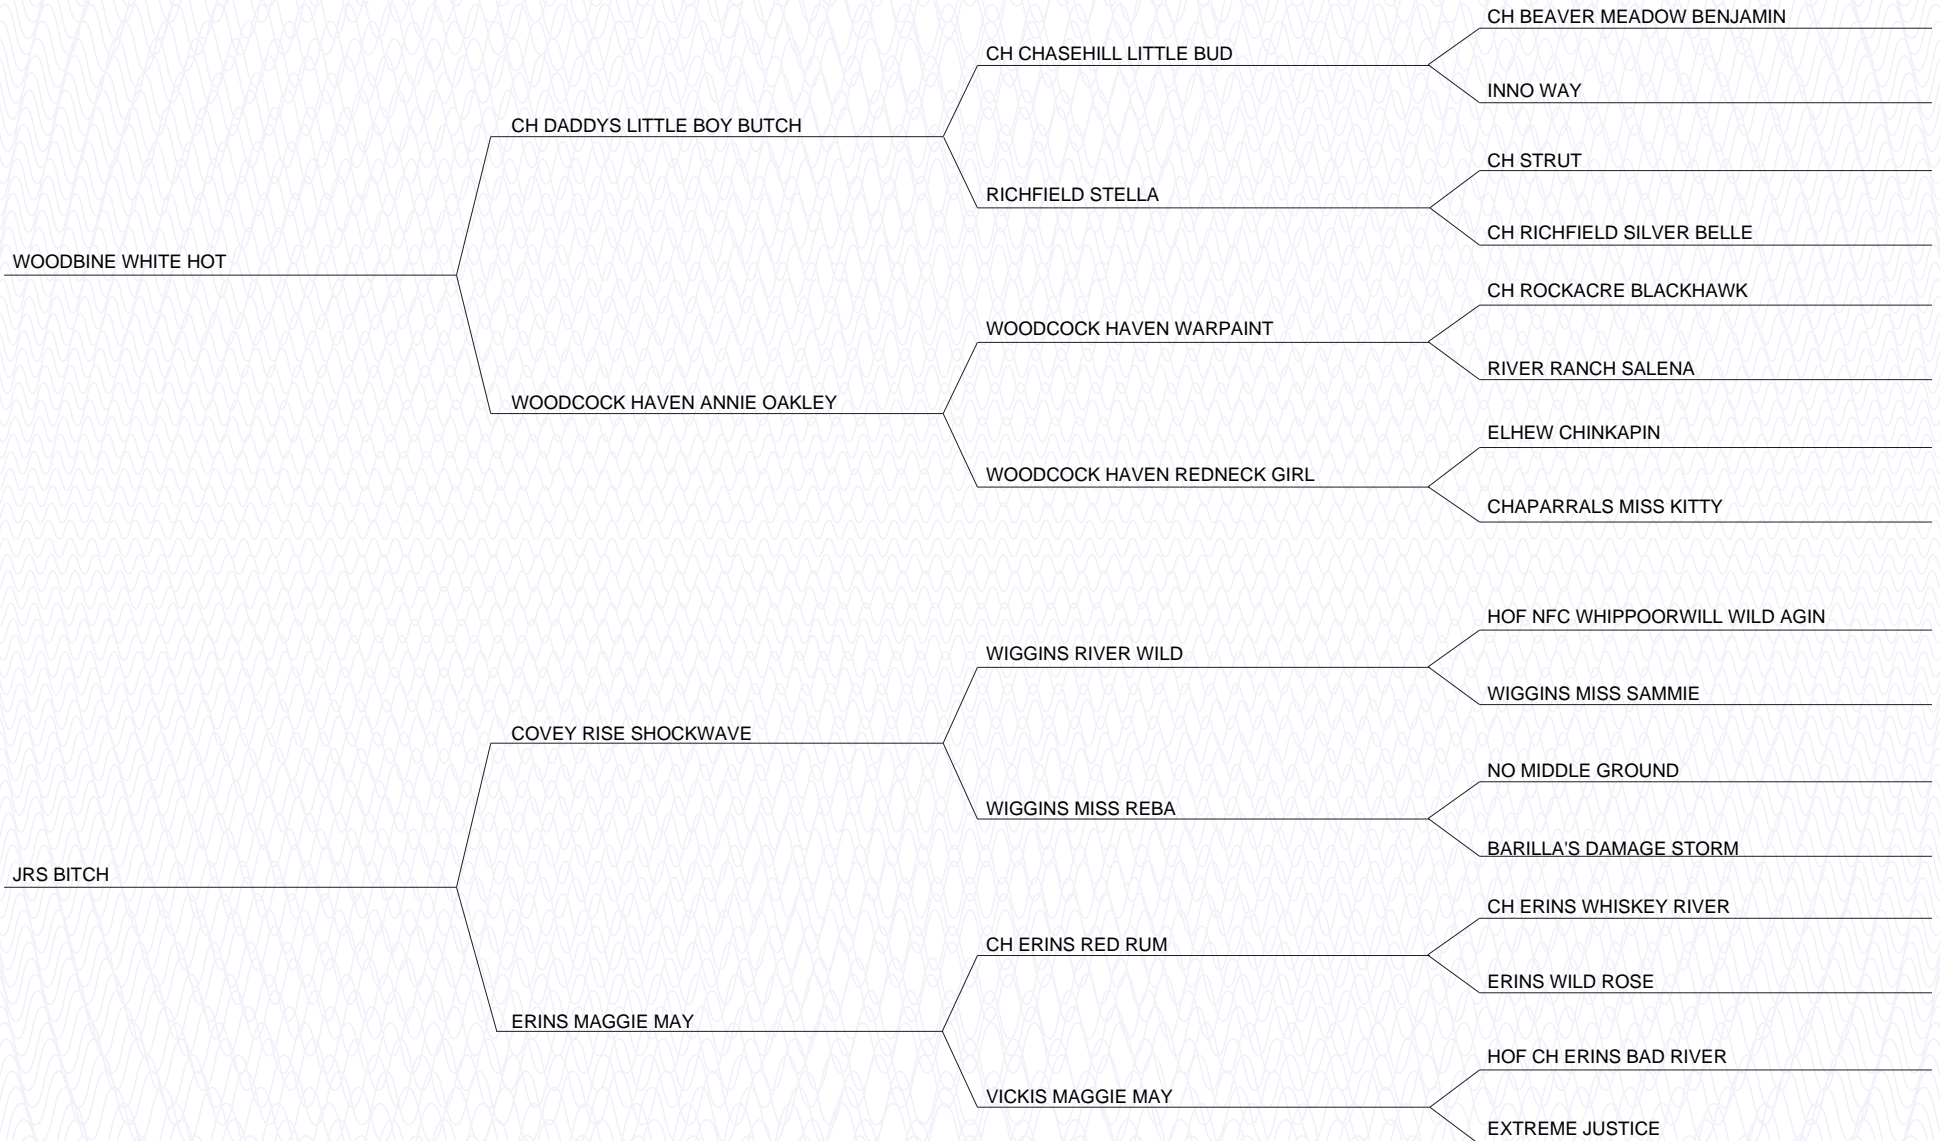 CH BEAVER MEADOW BENJAMIN
CH CHASEHILL LITTLE BUD
INNO WAY
CH DADDYS LITTLE BOY BUTCH
CH STRUT
RICHFIELD STELLA
CH RICHFIELD SILVER BELLE
WOODBINE WHITE HOT
CH ROCKACRE BLACKHAWK
WOODCOCK HAVEN WARPAINT
RIVER RANCH SALENA
WOODCOCK HAVEN ANNIE OAKLEY
ELHEW CHINKAPIN
WOODCOCK HAVEN REDNECK GIRL
CHAPARRALS MISS KITTY
HOF NFC WHIPPOORWILL WILD AGIN
WIGGINS RIVER WILD
WIGGINS MISS SAMMIE
COVEY RISE SHOCKWAVE
NO MIDDLE GROUND
WIGGINS MISS REBA
BARILLA'S DAMAGE STORM
JRS BITCH
CH ERINS WHISKEY RIVER
CH ERINS RED RUM
ERINS WILD ROSE
ERINS MAGGIE MAY
HOF CH ERINS BAD RIVER
VICKIS MAGGIE MAY
EXTREME JUSTICE